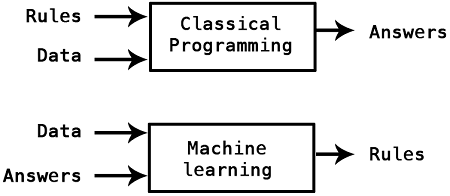 Rules
Data
Classical
Programming
Answers
Data
Answers
Machine
learning
Rules